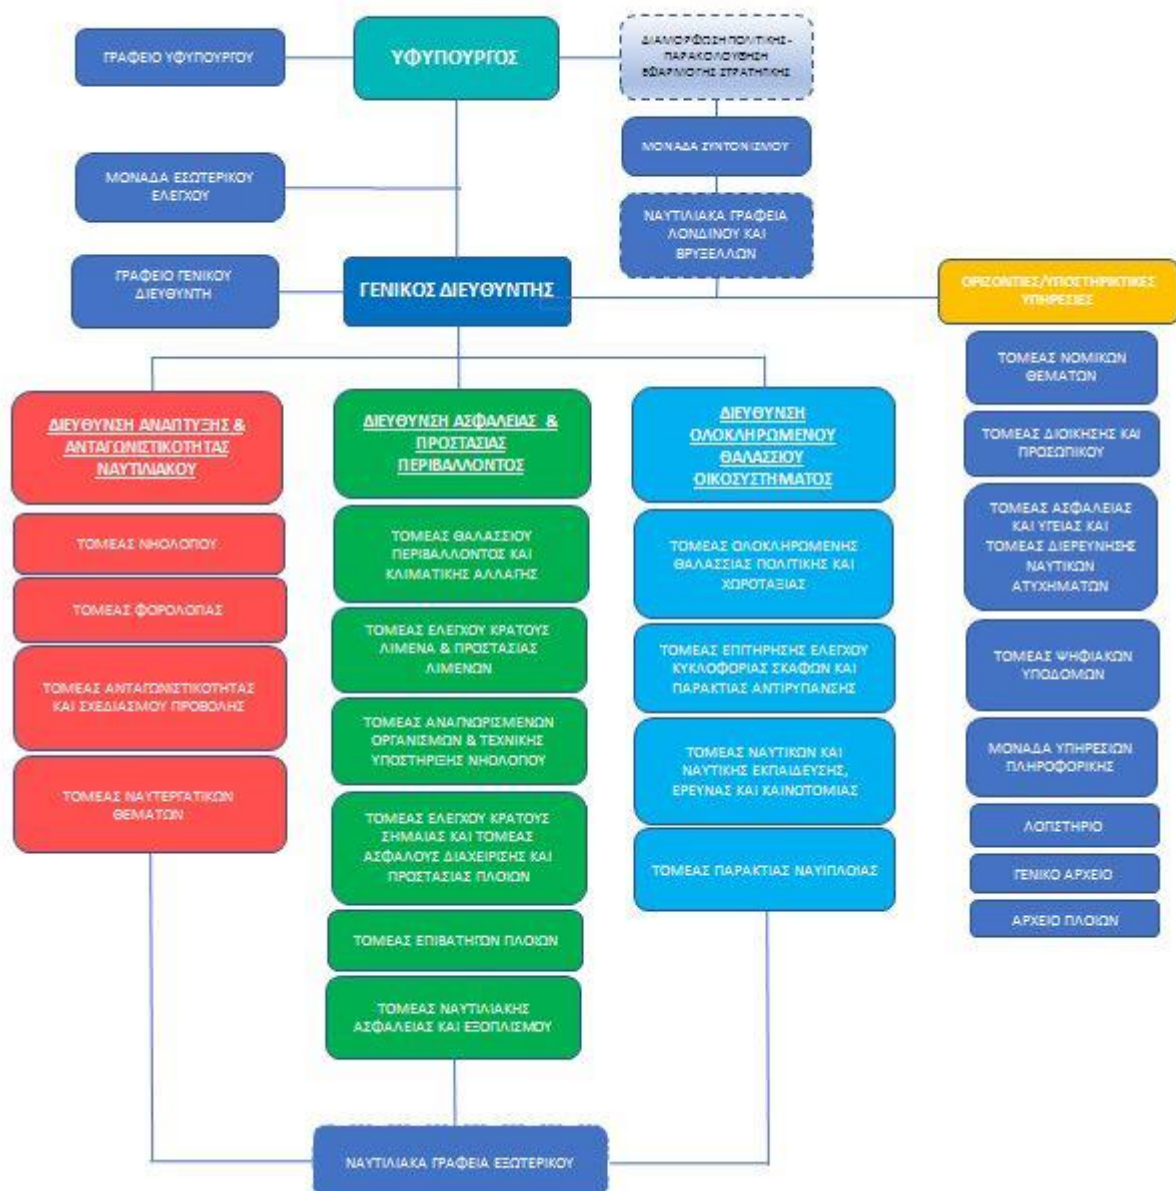 ΓΡΑΦΕΙΟ ΥΦΥΠΟΥΡΓΟΥ
ΥΦΥΠΟΥΡΓΟΣ
ΔΙΑΜΟΡΦΩΣΗ ΠΟΛΙΤΙΚΗΣ-
ΠΑΡΑΚΟΛΟΥΘΗΣΗ
ΕΦΑΡΜΟΓΗΣ ΣΤΡΑΤΗΓΙΚΗΣ
ΜΟΝΑΔΑ ΣΥΝΤΟΝΙΣΜΟΥ
ΜΟΝΑΔΑ ΕΣΩΤΕΡΙΚΟΥ
ΕΛΕΓΧΟΥ
ΝΑΥΤΙΛΙΑΚΑ ΓΡΑΦΕΙΑ
ΛΟΝΔΙΝΟΥ ΚΑΙ
ΒΡΥΞΕΛΛΩΝ
ΓΡΑΦΕΙΟ ΓΕΝΙΚΟΥ
ΔΙΕΥΘΥΝΤΗ
ΓΕΝΙΚΟΣ ΔΙΕΥΘΥΝΤΗΣ
ΟΡΙΖΟΝΤΙΕΣ/ΥΠΟΣΤΗΡΙΚΤΙΚΕΣ
ΥΠΗΡΕΣΙΕΣ
ΔΙΕΥΘΥΝΣΗ ΑΝΑΠΤΥΞΗΣ &
ΑΝΤΑΓΩΝΙΣΤΙΚΟΤΗΤΑΣ
ΝΑΥΤΙΛΙΑΚΟΥ
ΤΟΜΕΑΣ ΝΗΟΛΟΓΙΟΥ
ΤΟΜΕΑΣ ΦΟΡΟΛΟΓΙΑΣ
ΤΟΜΕΑΣ ΑΝΤΑΓΩΝΙΣΤΙΚΟΤΗΤΑΣ
ΚΑΙ ΣΧΕΔΙΑΣΜΟΥ ΠΡΟΒΟΛΗΣ
ΤΟΜΕΑΣ ΝΑΥΤΕΡΓΑΤΙΚΩΝ
ΘΕΜΑΤΩΝ
ΔΙΕΥΘΥΝΣΗ ΑΣΦΑΛΕΙΑΣ &
ΠΡΟΣΤΑΣΙΑΣ
ΠΕΡΙΒΑΛΛΟΝΤΟΣ
ΤΟΜΕΑΣ ΘΑΛΑΣΣΙΟΥ
ΠΕΡΙΒΑΛΛΟΝΤΟΣ ΚΑΙ
ΚΛΙΜΑΤΙΚΗΣ ΑΛΛΑΓΗΣ
ΤΟΜΕΑΣ ΕΛΕΓΧΟΥ ΚΡΑΤΟΥΣ
ΛΙΜΕΝΑ & ΠΡΟΣΤΑΣΙΑΣ
ΛΙΜΕΝΩΝ
ΤΟΜΕΑΣ ΑΝΑΓΝΩΡΙΣΜΕΝΩΝ
ΟΡΓΑΝΙΣΜΩΝ & ΤΕΧΝΙΚΗΣ
ΥΠΟΣΤΗΡΙΞΗΣ ΝΗΟΛΟΓΙΟΥ
ΤΟΜΕΑΣ ΕΛΕΓΧΟΥ ΚΡΑΤΟΥΣ
ΣΗΜΑΙΑΣ ΚΑΙ ΤΟΜΕΑΣ
ΑΣΦΑΛΟΥΣ ΔΙΑΧΕΙΡΙΣΗΣ ΚΑΙ
ΠΡΟΣΤΑΣΙΑΣ ΠΛΟΙΩΝ
ΤΟΜΕΑΣ ΕΠΙΒΑΤΗΓΩΝ ΠΛΟΙΩΝ
ΤΟΜΕΑΣ ΝΑΥΤΙΛΙΑΚΗΣ
ΑΣΦΑΛΕΙΑΣ ΚΑΙ ΕΞΟΠΛΙΣΜΟΥ
ΔΙΕΥΘΥΝΣΗ
ΟΛΟΚΛΗΡΩΜΕΝΟΥ
ΘΑΛΑΣΣΙΟΥ
ΟΙΚΟΣΥΣΤΗΜΑΤΟΣ
ΤΟΜΕΑΣ ΟΛΟΚΛΗΡΩΜΕΝΗΣ
ΘΑΛΑΣΣΙΑΣ ΠΟΛΙΤΙΚΗΣ ΚΑΙ
ΧΩΡΟΤΑΞΙΑΣ
ΤΟΜΕΑΣ ΕΠΙΤΗΡΗΣΗΣ ΕΛΕΓΧΟΥ
ΚΥΚΛΟΦΟΡΙΑΣ ΣΚΑΦΩΝ ΚΑΙ
ΠΑΡΑΚΤΙΑΣ ΑΝΤΙΡΥΠΑΝΣΗΣ
ΤΟΜΕΑΣ ΝΑΥΤΙΚΩΝ ΚΑΙ
ΝΑΥΤΙΚΗΣ ΕΚΠΑΙΔΕΥΣΗΣ,
ΕΡΕΥΝΑΣ ΚΑΙ ΚΑΙΝΟΤΟΜΙΑΣ
ΤΟΜΕΑΣ ΠΑΡΑΚΤΙΑΣ ΝΑΥΣΙΠΛΟΙΑΣ
ΤΟΜΕΑΣ ΝΟΜΙΚΩΝ
ΘΕΜΑΤΩΝ
ΤΟΜΕΑΣ ΔΙΟΙΚΗΣΗΣ ΚΑΙ
ΠΡΟΣΩΠΙΚΟΥ
ΤΟΜΕΑΣ ΑΣΦΑΛΕΙΑΣ
ΚΑΙ ΥΓΕΙΑΣ ΚΑΙ
ΤΟΜΕΑΣ ΔΙΕΡΕΥΝΗΣΗΣ
ΝΑΥΤΙΚΩΝ
ΑΤΥΧΗΜΑΤΩΝ
ΤΟΜΕΑΣ ΨΗΦΙΑΚΩΝ
ΥΠΟΔΟΜΩΝ
ΜΟΝΑΔΑ ΥΠΗΡΕΣΙΩΝ
ΠΛΗΡΟΦΟΡΙΚΗΣ
ΛΟΓΙΣΤΗΡΙΟ
ΓΕΝΙΚΟ ΑΡΧΕΙΟ
ΑΡΧΕΙΟ ΠΛΟΙΩΝ
ΝΑΥΤΙΛΙΑΚΑ ΓΡΑΦΕΙΑ ΕΞΩΤΕΡΙΚΟΥ